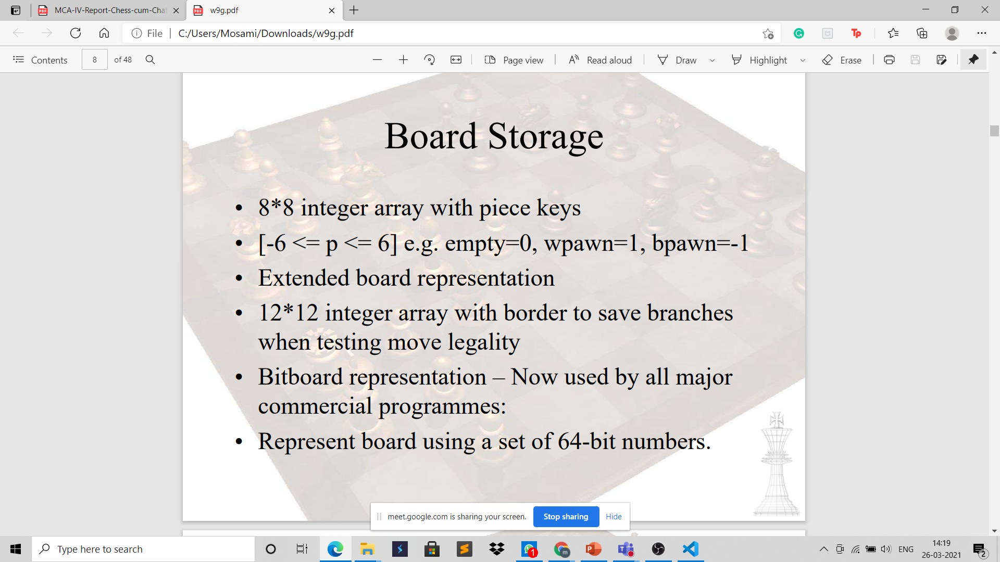 MCA-IV-Report-Chess-cum-Cha
w9g.pdf
File
C:/Users/Mosami/Downloads/w9g.pdf
Contents
8
of 48
Page view
Read aloud
Draw
Highlight
Erase
Board Storage
• 8*8 integer array with piece keys
• [-6 <= p <= 6] e.g. empty=0, wpawn=1, bpawn=-1
• Extended board representation
• 12*12 integer array with border to save branches
when testing move legality
• Bitboard representation – Now used by all major
commercial programmes:
• Represent board using a set of 64-bit numbers.
meet.google.com is sharing your screen.
Stop sharing
Hide
Type here to search
1
ENG
14:19
26-03-2021
2